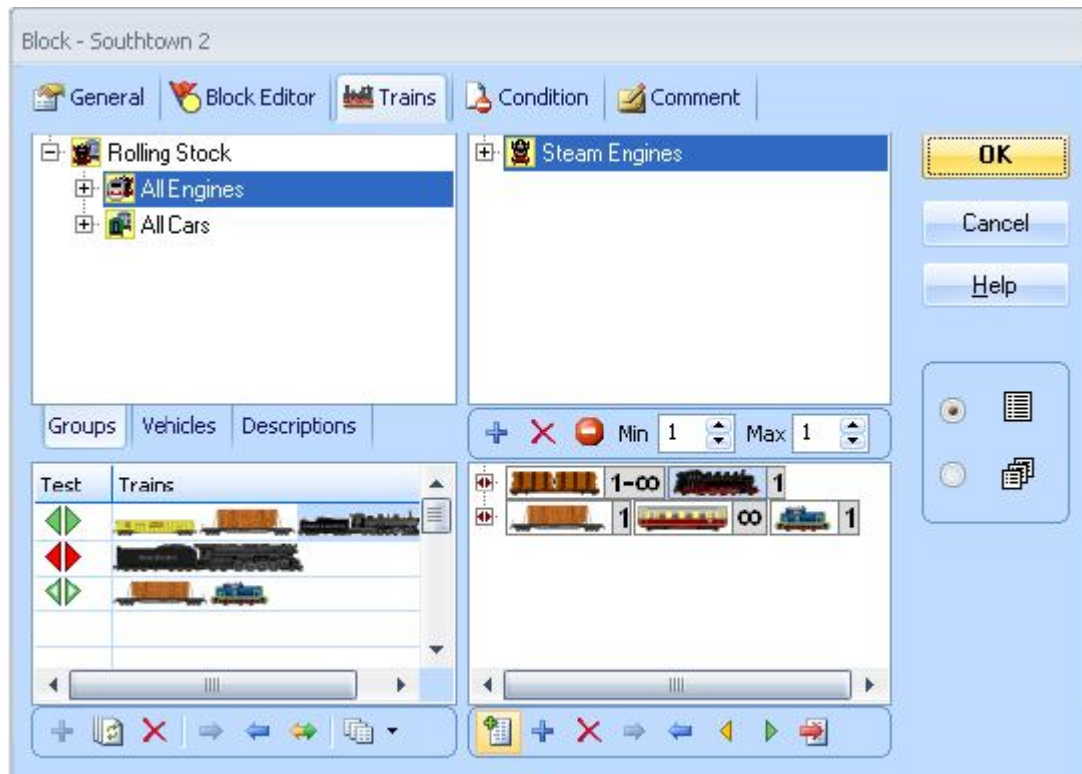 Block - Southtown 2
General Block Editor Trains Condition Comment
Rolling Stock
All Engines
All Cars
Steam Engines
OK
Cancel
Help
Groups Vehicles Descriptions
Min 1 Max 1
Test Trains
1-∞ 1
1 ∞ 1